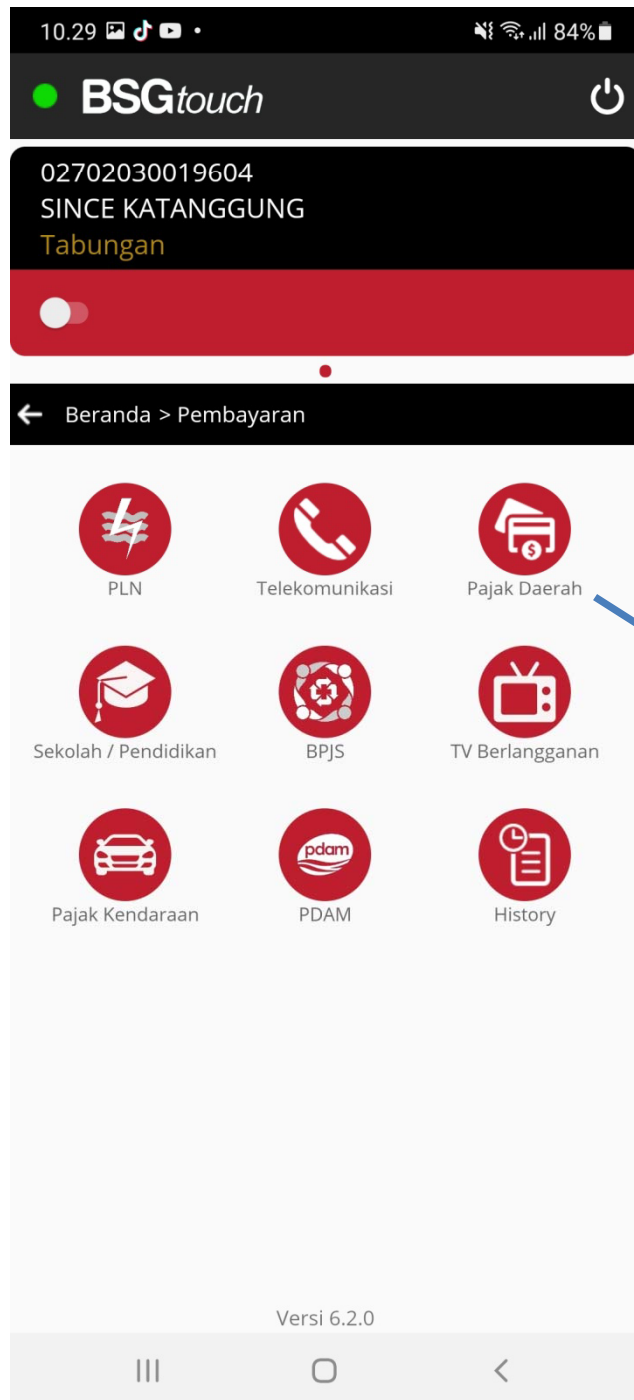 10.29 84%
BSGtouch
02702030019604
SINCE KATANGGUNG
Tabungan
Beranda > Pembayaran
PLN Telekomunikasi Pajak Daerah
Sekolah / Pendidikan BPJS TV Berlangganan
pdam
Pajak Kendaraan PDAM History
Versi 6.2.0